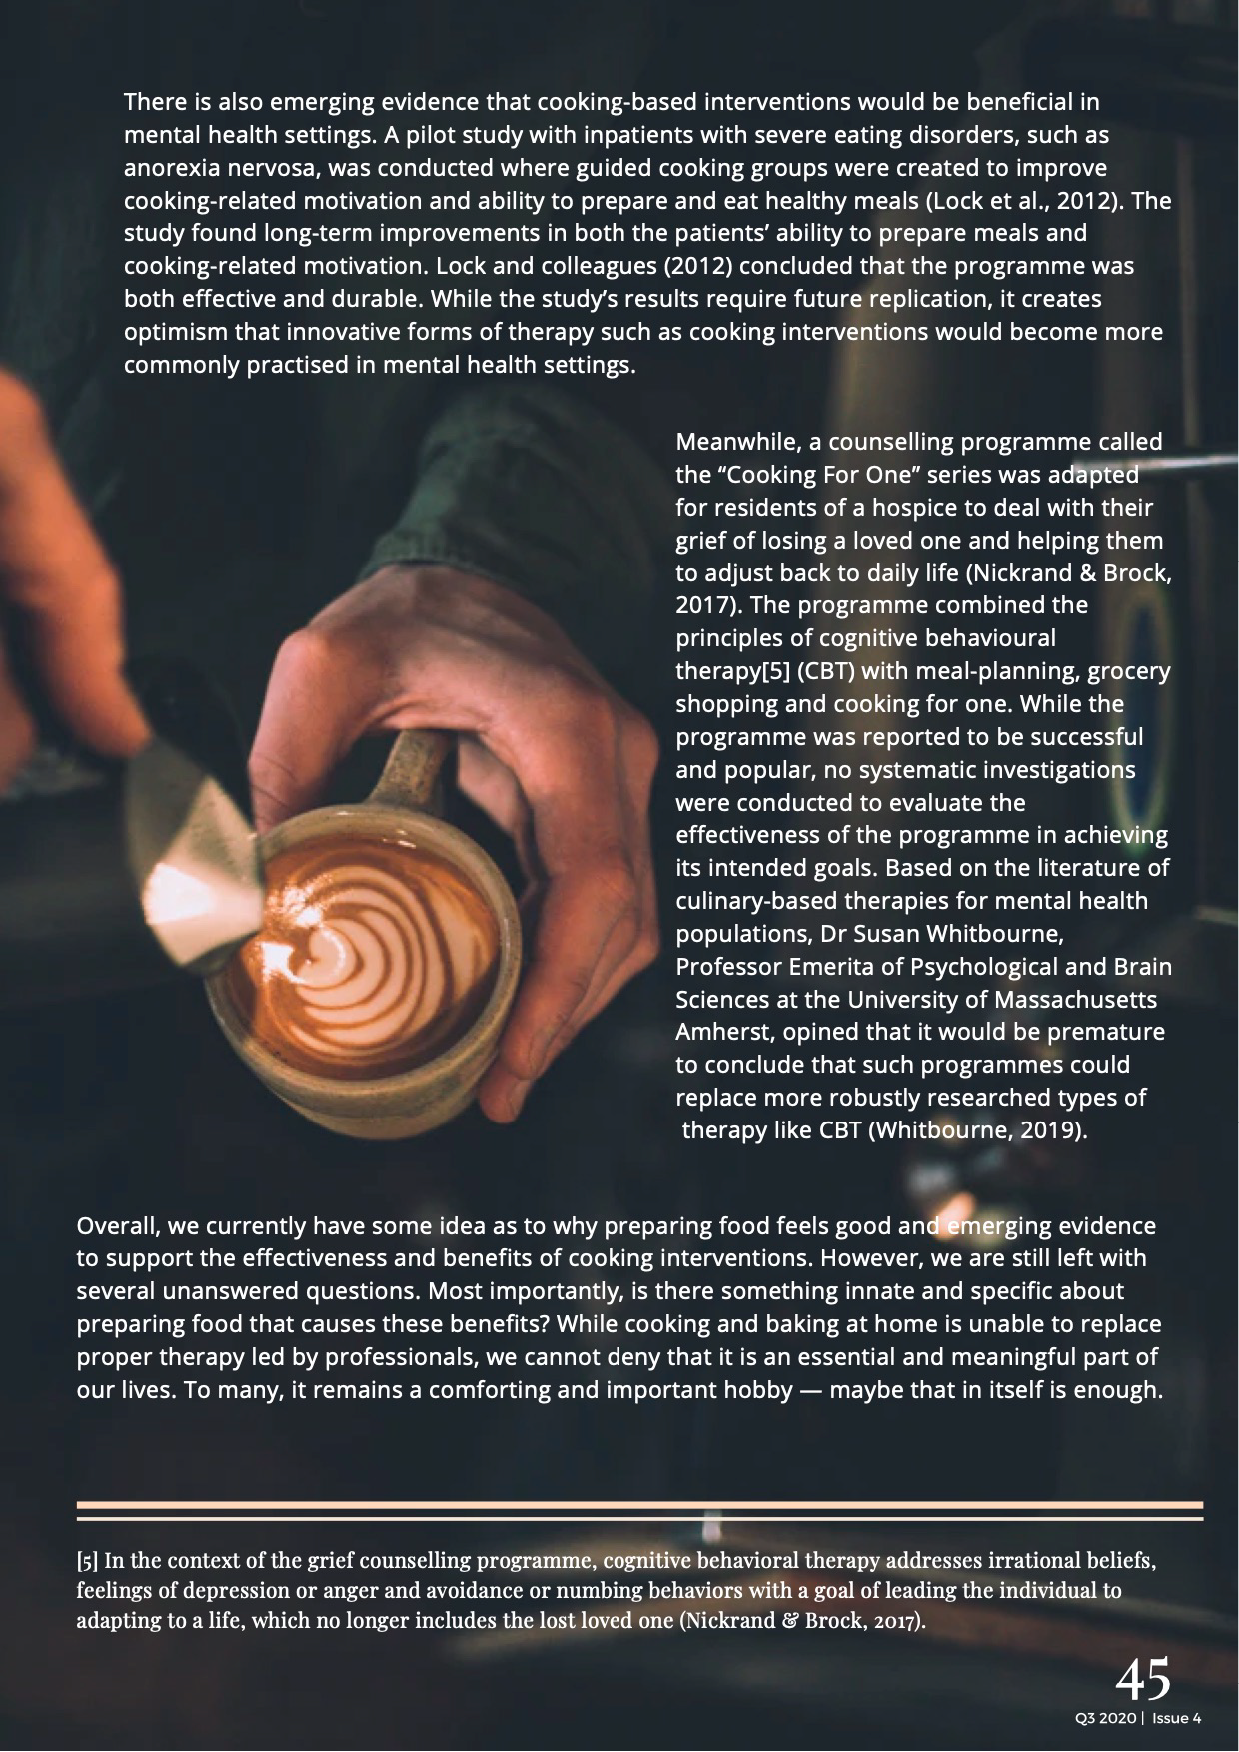 There is also emerging evidence that cooking-based interventions would be beneficial in
mental health settings. A pilot study with inpatients with severe eating disorders, such as
anorexia nervosa, was conducted where guided cooking groups were created to improve
cooking-related motivation and ability to prepare and eat healthy meals (Lock et al., 2012). The
study found long-term improvements in both the patients’ ability to prepare meals and
cooking-related motivation. Lock and colleagues (2012) concluded that the programme was
both effective and durable. While the study’s results require future replication, it creates
optimism that innovative forms of therapy such as cooking interventions would become more
commonly practised in mental health settings.
Meanwhile, a counselling programme called
the “Cooking For One” series was adapted
for residents of a hospice to deal with their
grief of losing a loved one and helping them
to adjust back to daily life (Nickrand & Brock,
2017). The programme combined the
principles of cognitive behavioural
therapy[5] (CBT) with meal-planning, grocery
shopping and cooking for one. While the
programme was reported to be successful
and popular, no systematic investigations
were conducted to evaluate the
effectiveness of the programme in achieving
its intended goals. Based on the literature of
culinary-based therapies for mental health
populations, Dr Susan Whitbourne,
Professor Emerita of Psychological and Brain
Sciences at the University of Massachusetts
Amherst, opined that it would be premature
to conclude that such programmes could
replace more robustly researched types of
therapy like CBT (Whitbourne, 2019).
Overall, we currently have some idea as to why preparing food feels good and emerging evidence
to support the effectiveness and benefits of cooking interventions. However, we are still left with
several unanswered questions. Most importantly, is there something innate and specific about
preparing food that causes these benefits? While cooking and baking at home is unable to replace
proper therapy led by professionals, we cannot deny that it is an essential and meaningful part of
our lives. To many, it remains a comforting and important hobby — maybe that in itself is enough.
[5] In the context of the grief counselling programme, cognitive behavioral therapy addresses irrational beliefs,
feelings of depression or anger and avoidance or numbing behaviors with a goal of leading the individual to
adapting to a life, which no longer includes the lost loved one (Nickrand & Brock, 2017).
45
Q3 2020 | Issue 4